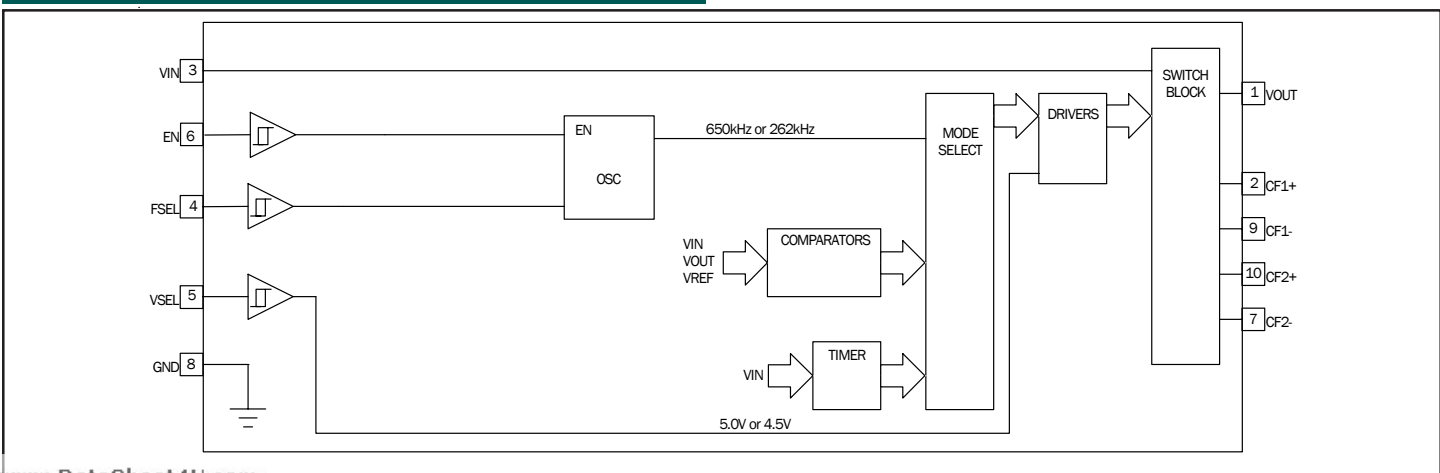 VIN 3
SWITCH
BLOCK
1 VOUT
EN 6
EN
OSC
650kHz or 262kHz
MODE
SELECT
DRIVERS
FSEL 4
2 CF1+
9 CF1-
10 CF2+
7 CF2-
VIN
VOUT
VREF
COMPARATORS
VSEL 5
GND 8
VIN
TIMER
5.0V or 4.5V